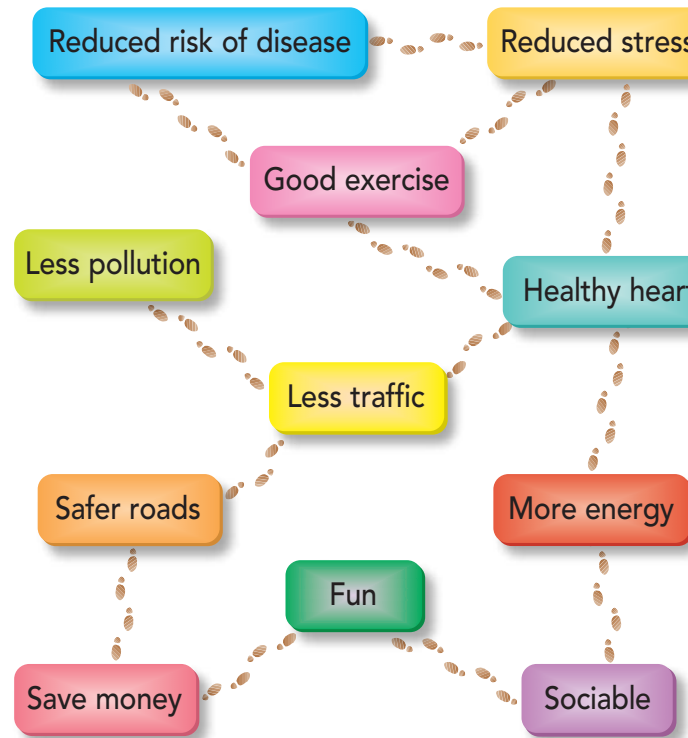 Reduced risk of disease
Reduced stress
Good exercise
Less pollution
Healthy heart
Less traffic
Safer roads
More energy
Fun
Save money
Sociable